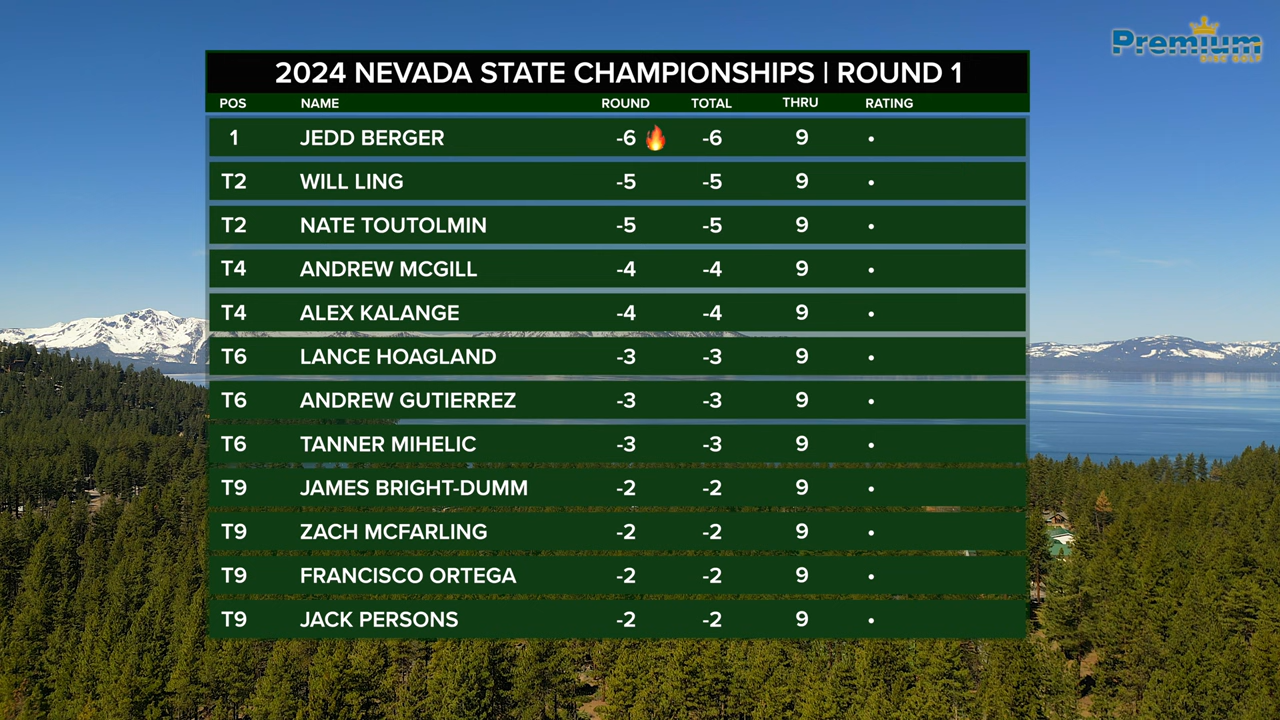 Premium
DISC GOLF
2024 NEVADA STATE CHAMPIONSHIPS | ROUND 1
POS NAME ROUND TOTAL THRU RATING
1 JEDD BERGER -6 🔥 -6 9 •
T2 WILL LING -5 -5 9 •
T2 NATE TOUTOLMIN -5 -5 9 •
T4 ANDREW MCGILL -4 -4 9 •
T4 ALEX KALANGE -4 -4 9 •
T6 LANCE HOAGLAND -3 -3 9 •
T6 ANDREW GUTIERREZ -3 -3 9 •
T6 TANNER MIHELIC -3 -3 9 •
T9 JAMES BRIGHT-DUMM -2 -2 9 •
T9 ZACH MCFARLING -2 -2 9 •
T9 FRANCISCO ORTEGA -2 -2 9 •
T9 JACK PERSONS -2 -2 9 •